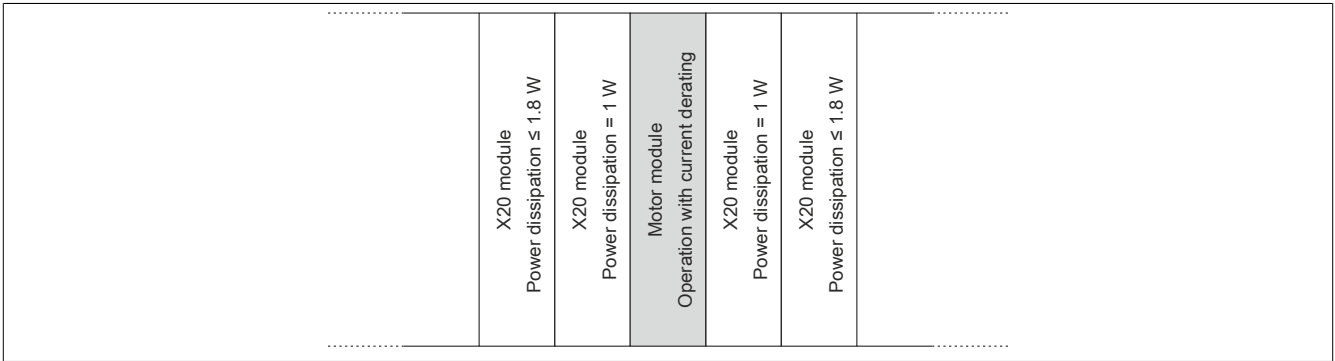 X20 module
Power dissipation ≤ 1.8 W
X20 module
Power dissipation = 1 W
Motor module
Operation with current derating
X20 module
Power dissipation = 1 W
X20 module
Power dissipation ≤ 1.8 W